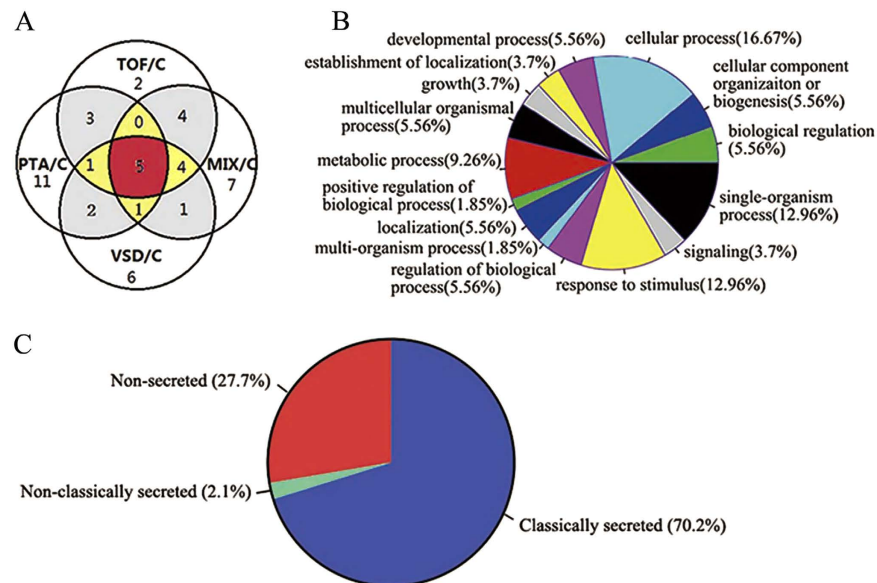 A
TOF/C
2
3
0
4
PTA/C
11
1
5
4
MIX/C
7
2
1
1
VSD/C
6
B
developmental process(5.56%)
cellular process(16.67%)
establishment of localization(3.7%)
cellular component
organizaiton or
biogenesis(5.56%)
growth(3.7%)
multicellular organismal
process(5.56%)
biological regulation
(5.56%)
metabolic process(9.26%)
positive regulation of
biological process(1.85%)
single-organism
process(12.96%)
localization(5.56%)
multi-organism process(1.85%)
signaling(3.7%)
regulation of biological
process(5.56%)
response to stimulus(12.96%)
C
Non-secreted (27.7%)
Non-classically secreted (2.1%)
Classically secreted (70.2%)